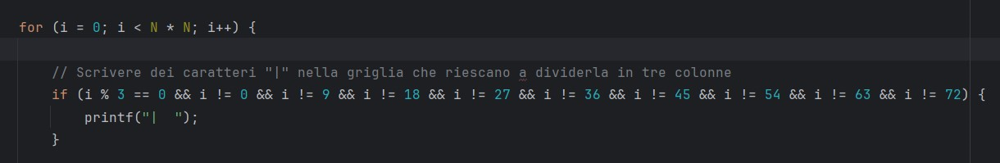 for (i = 0; i < N * N; i++) {
// Scrivere dei caratteri "|" nella griglia che riescano a dividerla in tre colonne
if (i % 3 == 0 && i != 0 && i != 9 && i != 18 && i != 27 && i != 36 && i != 45 && i != 54 && i != 63 && i != 72) {
printf("|  ");
}